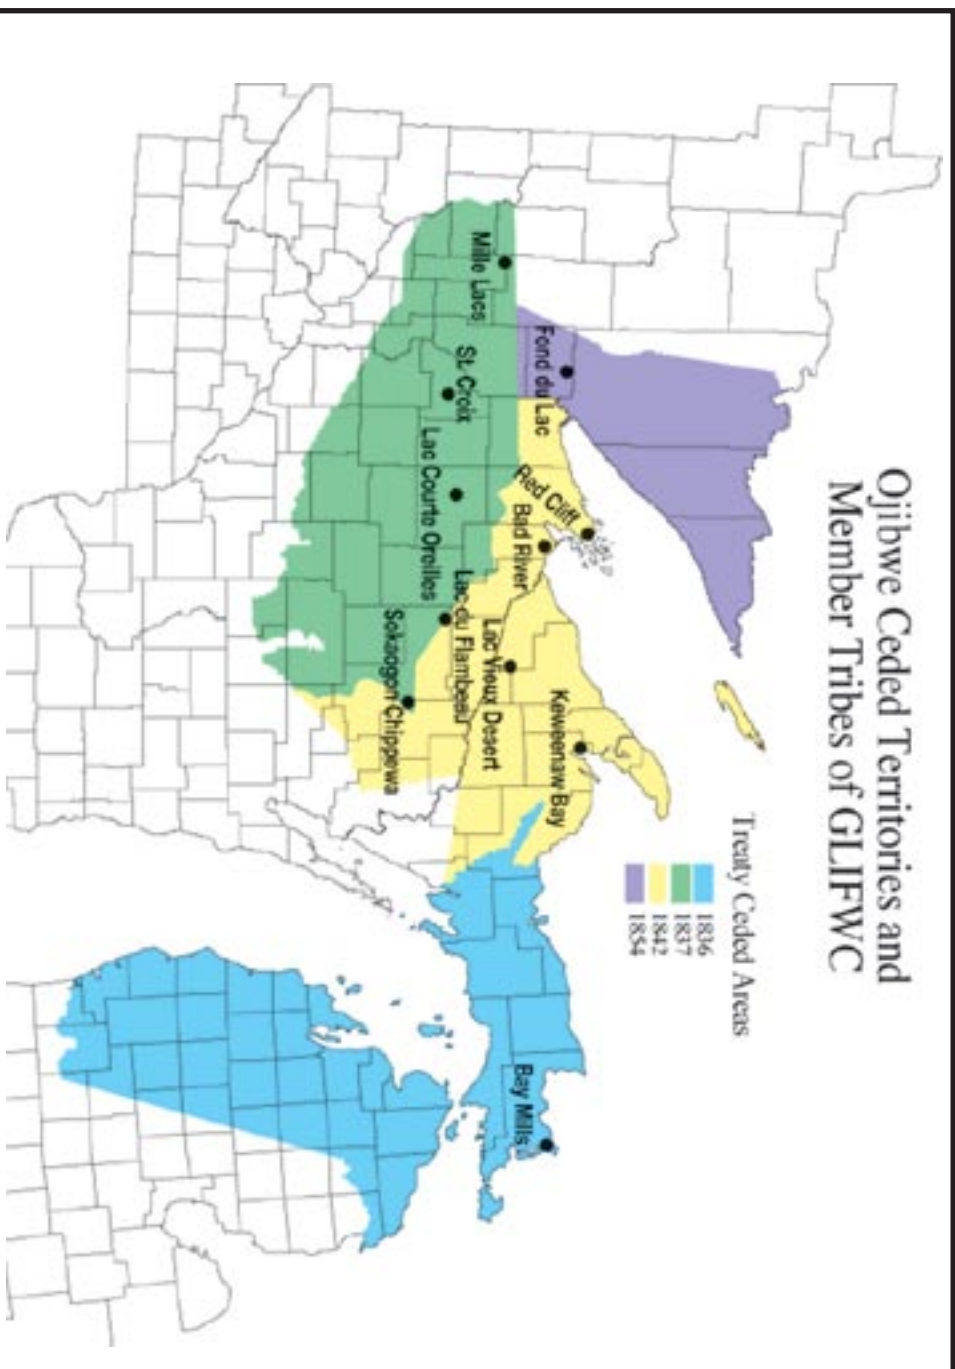 Ojibwe Ceded Territories and
Member Tribes of GLIFWC
Treaty Ceded Areas
1836
1837
1842
1854
Mille Lacs
Fond du Lac
St. Croix
Lac Courte Oreilles
Red Cliff
Bad River
Lac du Flambeau
Lac Vieux Desert
Sokaogon Chippewa
Keweenaw Bay
Bay Mills